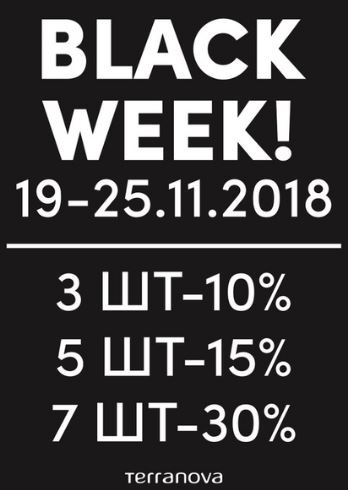 BLACK
WEEK!
19-25.11.2018
3 ШТ-10%
5 ШТ-15%
7 ШТ-30%
terranova